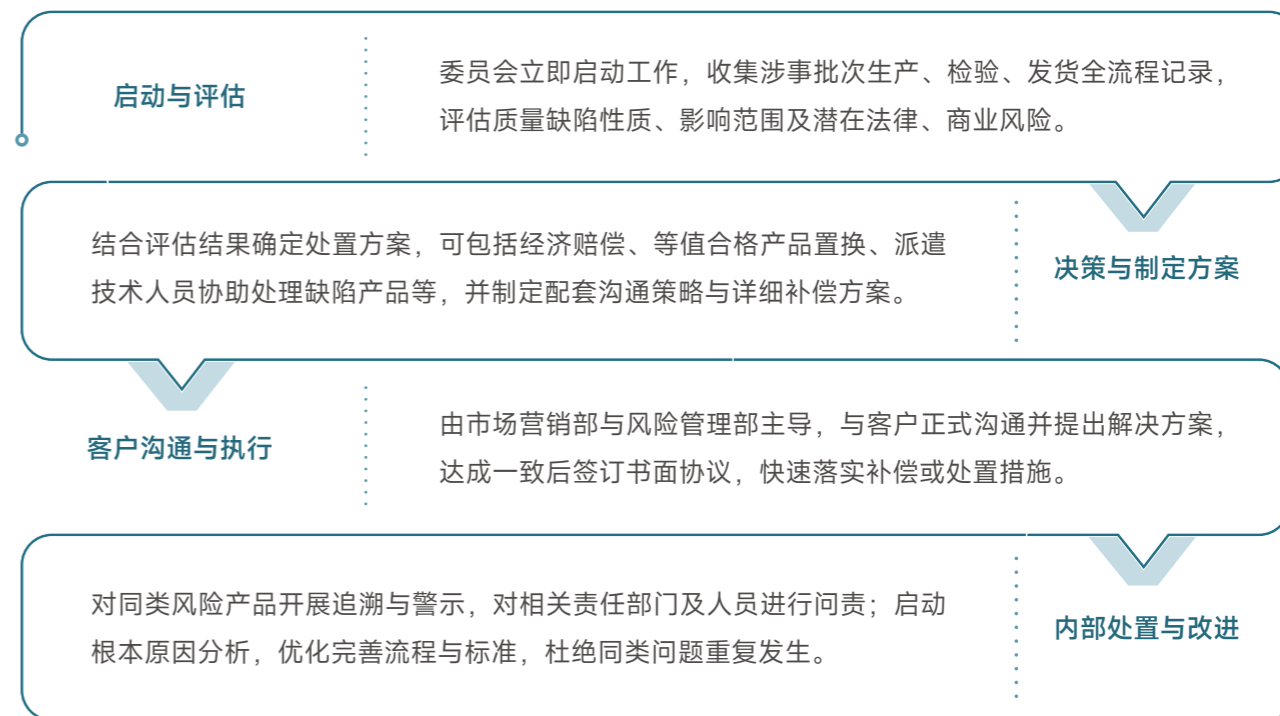 启动与评估
委员会立即启动工作，收集涉事批次生产、检验、发货全流程记录，
评估质量缺陷性质、影响范围及潜在法律、商业风险。
结合评估结果确定处置方案，可包括经济赔偿、等值合格产品置换、派遣
技术人员协助处理缺陷产品等，并制定配套沟通策略与详细补偿方案。
决策与制定方案
客户沟通与执行
由市场营销部与风险管理部主导，与客户正式沟通并提出解决方案，
达成一致后签订书面协议，快速落实补偿或处置措施。
对同类风险产品开展追溯与警示，对相关责任部门及人员进行问责；启动
根本原因分析，优化完善流程与标准，杜绝同类问题重复发生。
内部处置与改进